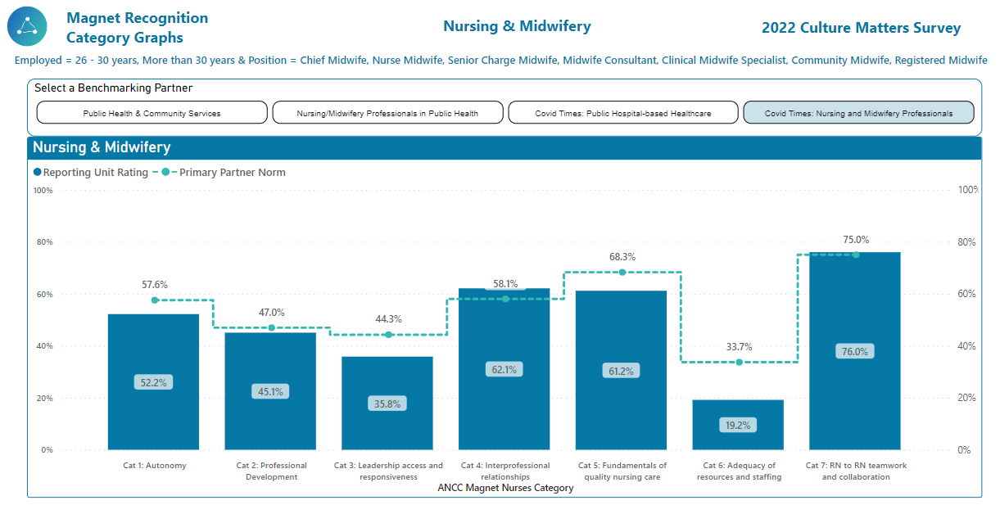 Magnet Recognition
Category Graphs
Nursing & Midwifery
2022 Culture Matters Survey
Employed = 26 - 30 years, More than 30 years & Position = Chief Midwife, Nurse Midwife, Senior Charge Midwife, Midwife Consultant, Clinical Midwife Specialist, Community Midwife, Registered Midwife
Select a Benchmarking Partner
Public Health & Community Services
Nursing/Midwifery Professionals in Public Health
Covid Times: Public Hospital-based Healthcare
Covid Times: Nursing and Midwifery Professionals
Nursing & Midwifery
Reporting Unit Rating
Primary Partner Norm
100%
100%
80%
80%
60%
60%
40%
40%
20%
20%
0%
0%
57.6%
47.0%
44.3%
58.1%
68.3%
33.7%
75.0%
52.2%
45.1%
35.8%
62.1%
61.2%
19.2%
76.0%
Cat 1: Autonomy
Cat 2: Professional
Development
Cat 3: Leadership access and
responsiveness
Cat 4: Interprofessional
relationships
Cat 5: Fundamentals of
quality nursing care
Cat 6: Adequacy of
resources and staffing
Cat 7: RN to RN teamwork
and collaboration
ANCC Magnet Nurses Category